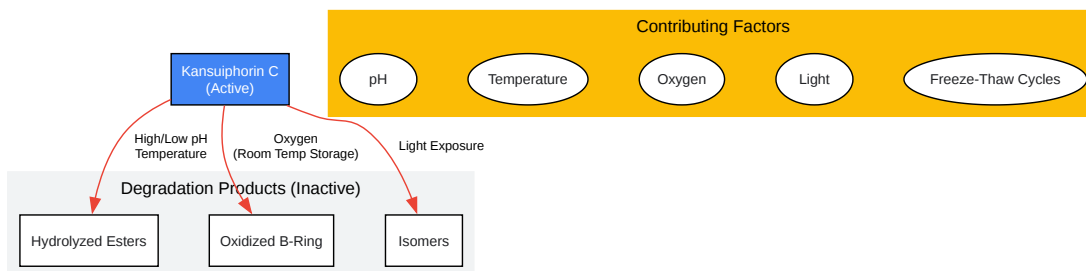 Contributing Factors
Kansuiphorin C
(Active)
pH
Temperature
Oxygen
Light
Freeze-Thaw Cycles
High/Low pH
Temperature
Oxygen
(Room Temp Storage)
Light Exposure
Degradation Products (Inactive)
Hydrolyzed Esters
Oxidized B-Ring
Isomers